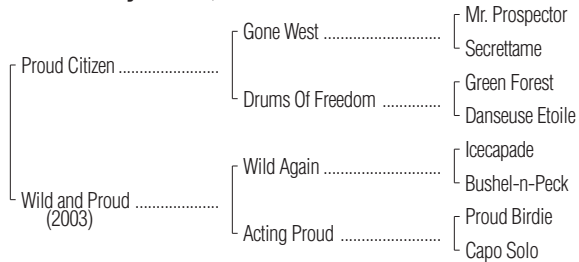 Mr. Prospector
Gone West ..............................
Secrettame
Proud Citizen .........................
Green Forest
Drums Of Freedom ..............
Danseuse Etoile
Icecapade
Wild Again ..............................
Bushel-n-Peck
Wild and Proud .....................
(2003)
Proud Birdie
Acting Proud .........................
Capo Solo